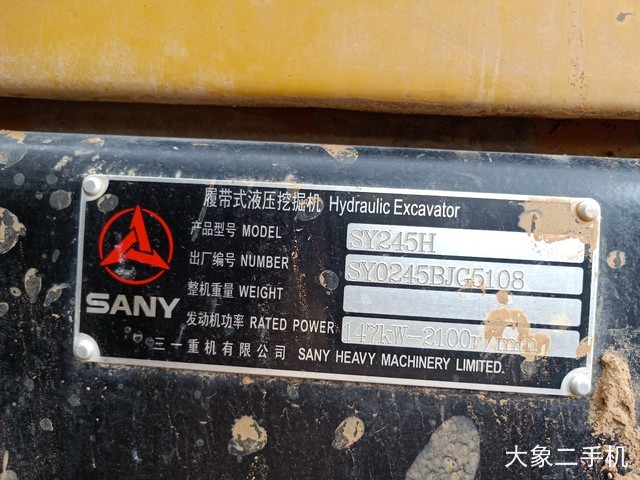 履带式液压挖掘机 Hydraulic Excavator
产品型号 MODEL SY245H
出厂编号 NUMBER SY0245BJG5108
整机重量 WEIGHT
发动机功率 RATED POWER 147kW-2100r/min
SANY
三一重机有限公司 SANY HEAVY MACHINERY LIMITED.
大象二手机